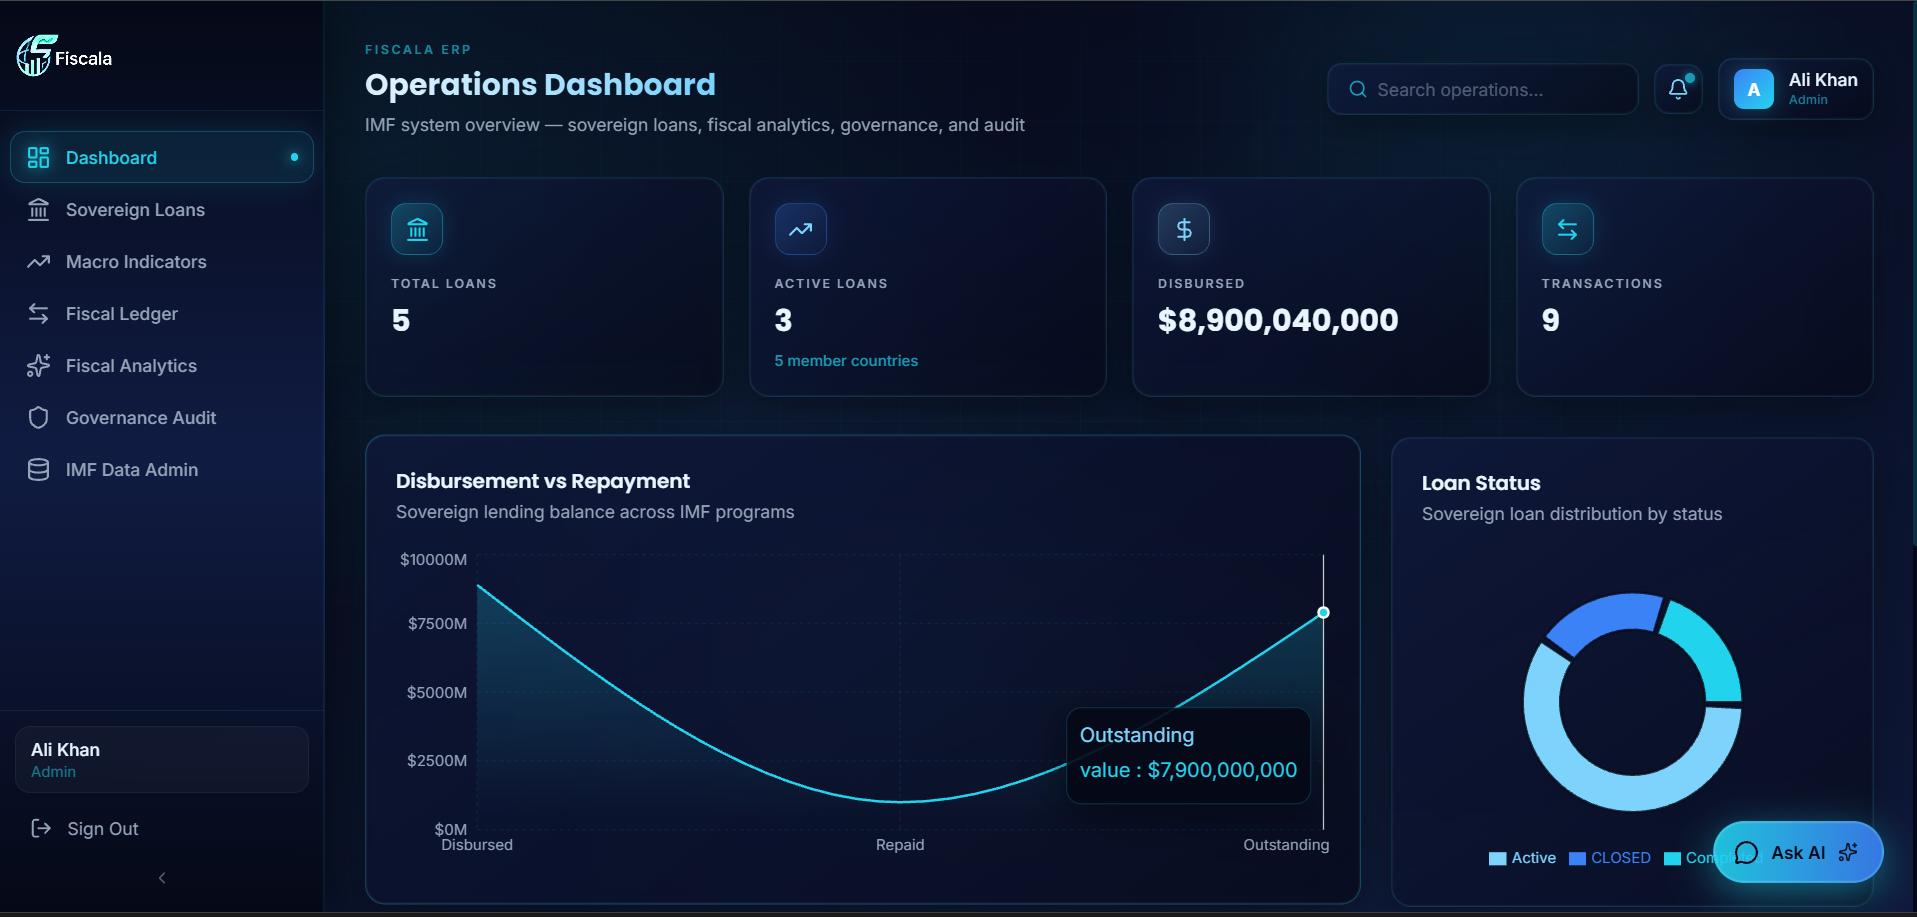 Fiscala
Dashboard
Sovereign Loans
Macro Indicators
Fiscal Ledger
Fiscal Analytics
Governance Audit
IMF Data Admin
Ali Khan
Admin
Sign Out
FISCALA ERP
Operations Dashboard
IMF system overview — sovereign loans, fiscal analytics, governance, and audit
Search operations...
A
Ali Khan
Admin
TOTAL LOANS
5
ACTIVE LOANS
3
5 member countries
DISBURSED
$8,900,040,000
TRANSACTIONS
9
Disbursement vs Repayment
Sovereign lending balance across IMF programs
$10000M
$7500M
$5000M
$2500M
$0M
Disbursed
Repaid
Outstanding
Outstanding
value : $7,900,000,000
Loan Status
Sovereign loan distribution by status
Active
CLOSED
Ask AI